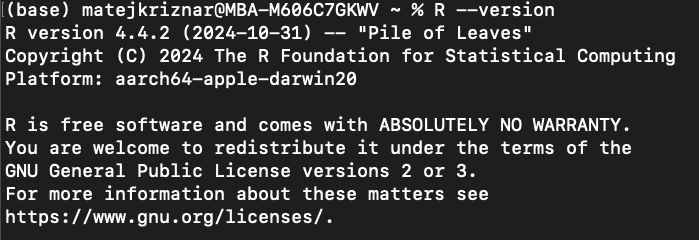 (base) matejkriznar@MBA-M606C7GKWV ~ % R --version
R version 4.4.2 (2024-10-31) -- "Pile of Leaves"
Copyright (C) 2024 The R Foundation for Statistical Computing
Platform: aarch64-apple-darwin20
R is free software and comes with ABSOLUTELY NO WARRANTY.
You are welcome to redistribute it under the terms of the
GNU General Public License versions 2 or 3.
For more information about these matters see
https://www.gnu.org/licenses/.